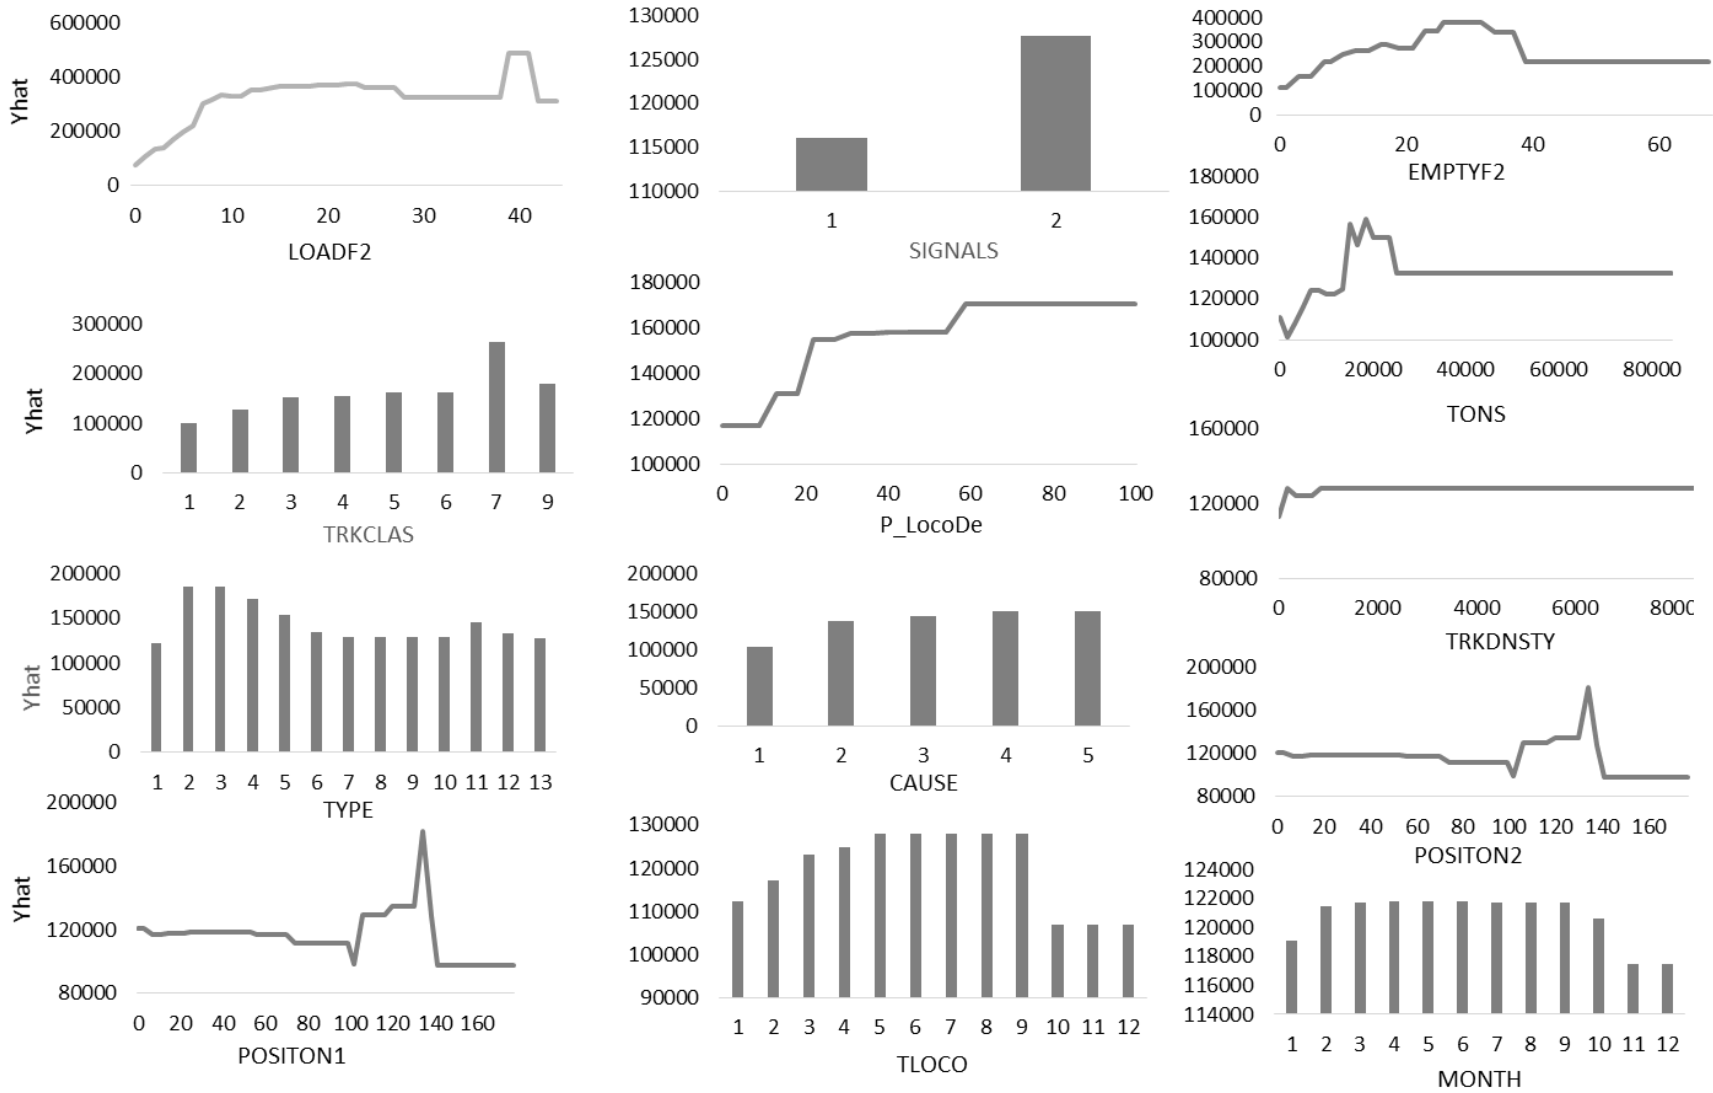 600000
400000
200000
0
Yhat
0 10 20 30 40
LOADF2
130000
125000
120000
115000
110000
1 2
SIGNALS
400000
300000
200000
100000
0
0 20 40 60
EMPTYF2
300000
200000
100000
0
Yhat
1 2 3 4 5 6 7 9
TRKCLAS
180000
160000
140000
120000
100000
0 20 40 60 80 100
P_LocoDe
180000
160000
140000
120000
100000
0 20000 40000 60000 80000
TONS
160000
120000
80000
0 2000 4000 6000 8000
TRKDNSTY
200000
150000
100000
50000
0
Yhat
1 2 3 4 5 6 7 8 9 10 11 12 13
TYPE
200000
150000
100000
50000
0
1 2 3 4 5
CAUSE
200000
160000
120000
80000
0 20 40 60 80 100 120 140 160
POSITON2
200000
160000
120000
80000
Yhat
0 20 40 60 80 100 120 140 160
POSITON1
130000
120000
110000
100000
90000
1 2 3 4 5 6 7 8 9 10 11 12
TLOCO
124000
122000
120000
118000
116000
114000
1 2 3 4 5 6 7 8 9 10 11 12
MONTH